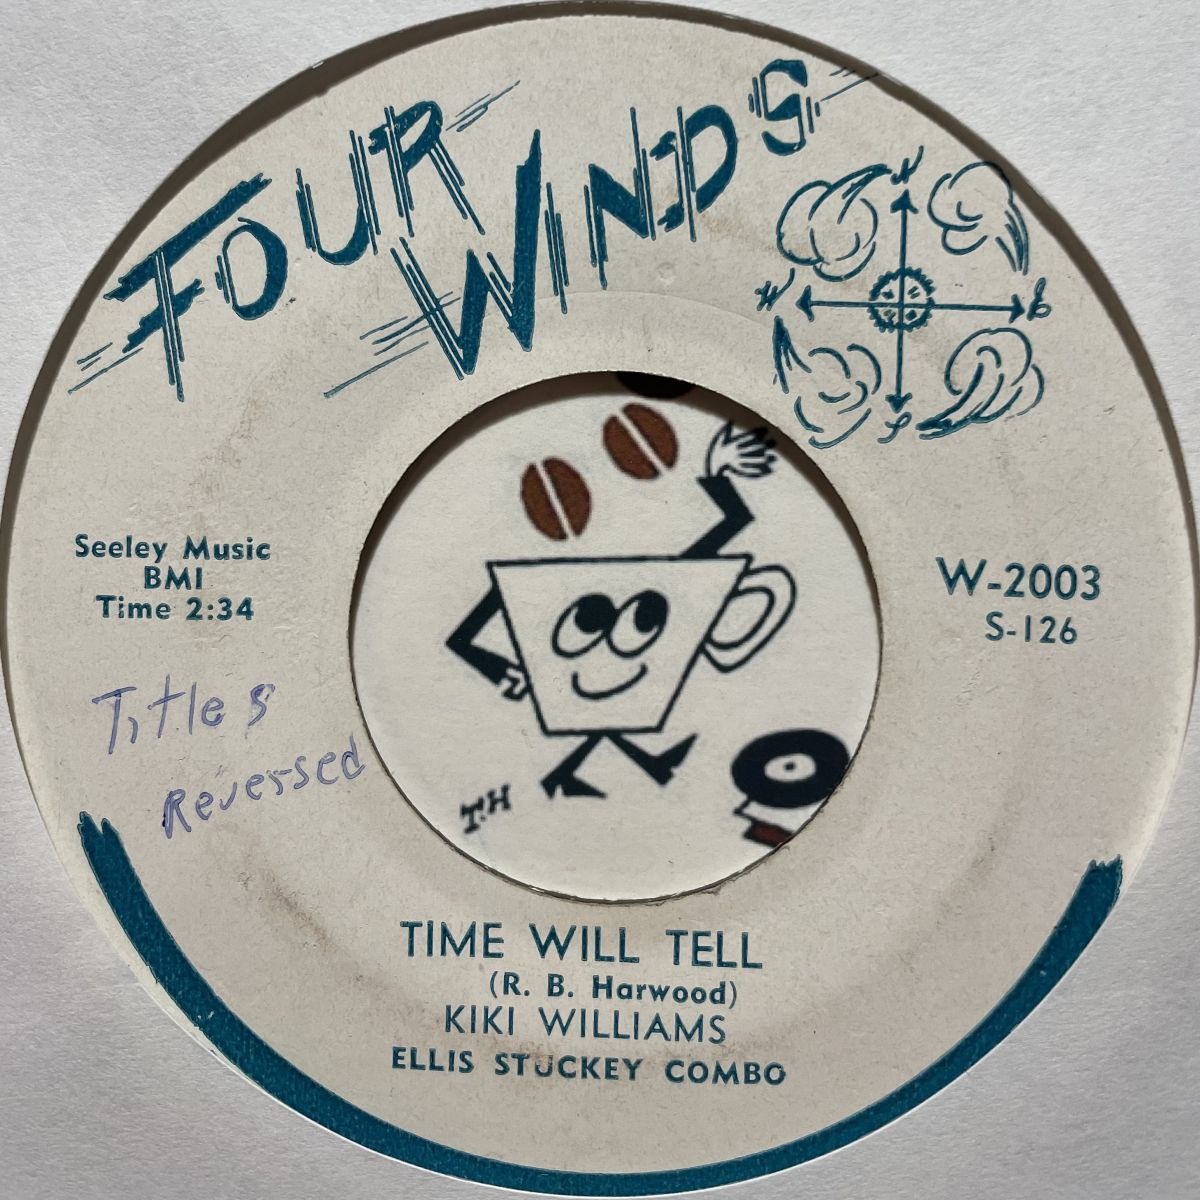 FOUR
WINDS
N
W
E
S
Seeley Music
BMI
Time 2:34
W-2003
S-126
Titles
Reversed
T.H
TIME WILL TELL
(R. B. Harwood)
KIKI WILLIAMS
ELLIS STUCKEY COMBO